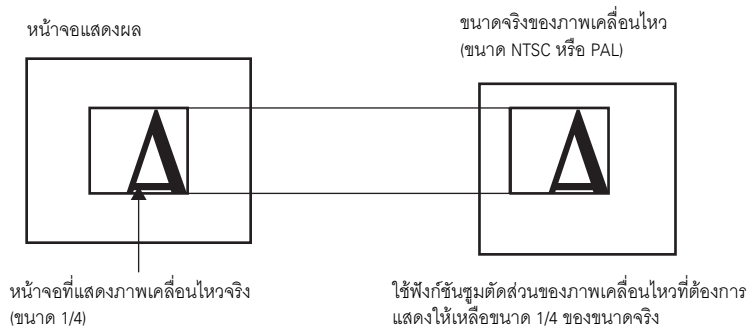 หน้าจอแสดงผล
ขนาดจริงของภาพเคลื่อนไหว
(ขนาด NTSC หรือ PAL)
A
A
หน้าจอที่แสดงภาพเคลื่อนไหวจริง
(ขนาด 1/4)
ใช้ฟังก์ชันซูมตัดส่วนของภาพเคลื่อนไหวที่ต้องการ
แสดงให้เหลือขนาด 1/4 ของขนาดจริง